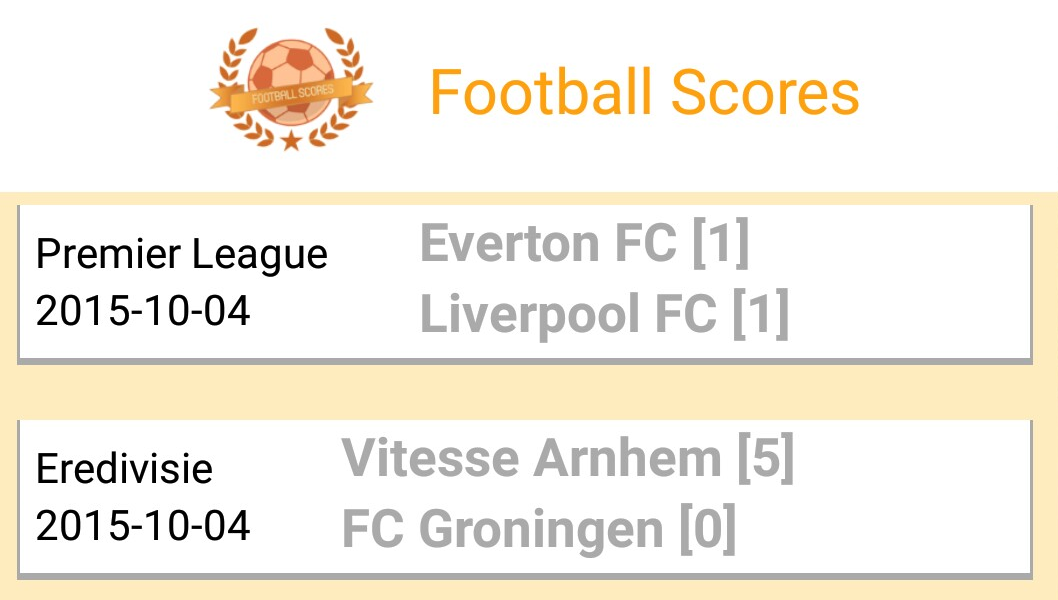 FOOTBALL SCORES
Football Scores
Premier League
2015-10-04
Everton FC [1]
Liverpool FC [1]
Eredivisie
2015-10-04
Vitesse Arnhem [5]
FC Groningen [0]